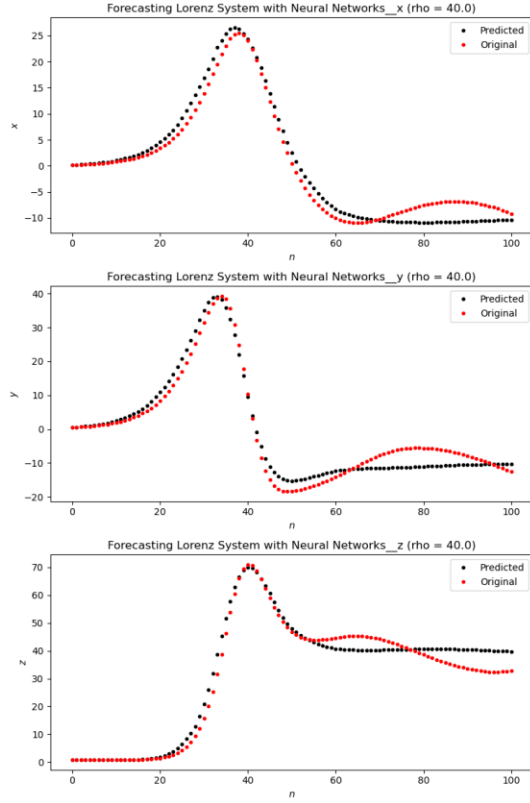 Forecasting Lorenz System with Neural Networks__x (rho = 40.0)
Predicted
Original
25
20
15
10
5
0
−5
−10
x
0 20 40 60 80 100
n
Forecasting Lorenz System with Neural Networks__y (rho = 40.0)
Predicted
Original
40
30
20
10
0
−10
−20
y
0 20 40 60 80 100
n
Forecasting Lorenz System with Neural Networks__z (rho = 40.0)
Predicted
Original
70
60
50
40
30
20
10
0
z
0 20 40 60 80 100
n